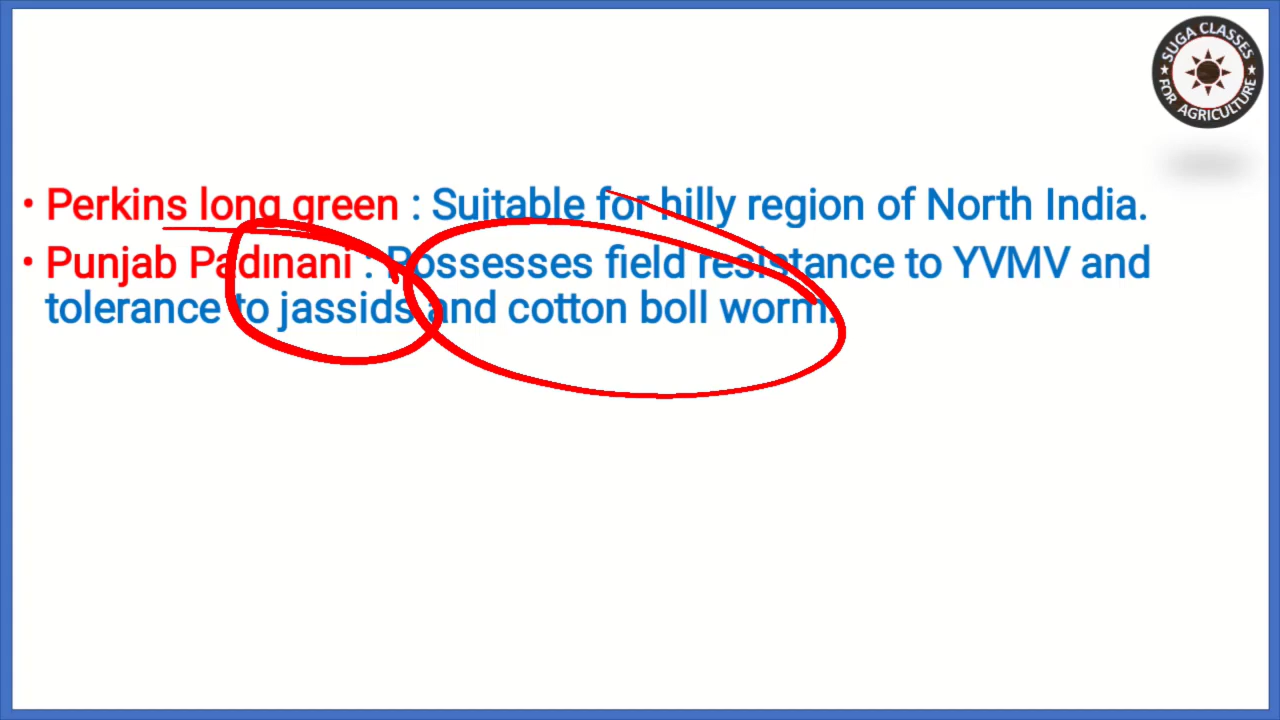 SUGA CLASSES
FOR AGRICULTURE
• Perkins long green : Suitable for hilly region of North India.
• Punjab Padinani : Possesses field resistance to YVMV and
tolerance to jassids and cotton boll worm.